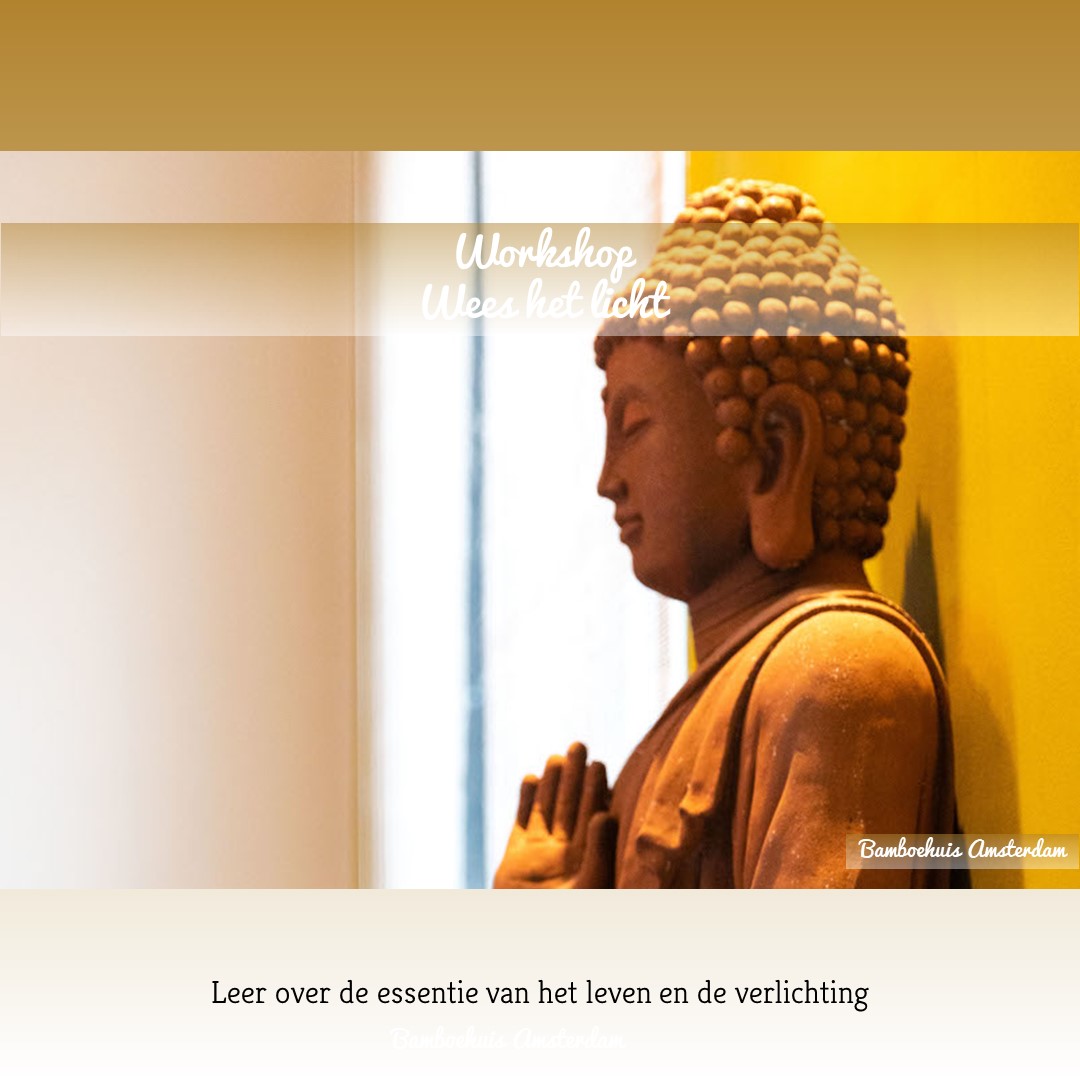 Workshop
Wees het licht
Bamboehuis Amsterdam
Leer over de essentie van het leven en de verlichting
Bamboehuis Amsterdam